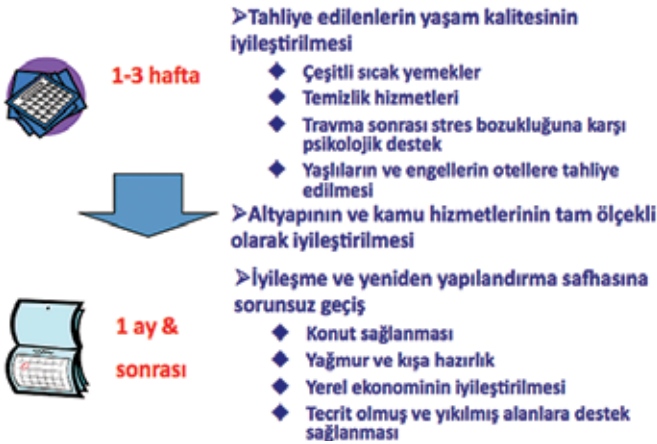 ➢Tahliye edilenlerin yaşam kalitesinin
iyileştirilmesi
1-3 hafta
◆ Çeşitli sıcak yemekler
◆ Temizlik hizmetleri
◆ Travma sonrası stres bozukluğuna karşı
psikolojik destek
◆ Yaşlıların ve engellerin otellere tahliye
edilmesi
➢Altyapının ve kamu hizmetlerinin tam ölçekli
olarak iyileştirilmesi
➢İyileşme ve yeniden yapılandırma safhasına
sorunsuz geçiş
1 ay &
sonrası
◆ Konut sağlanması
◆ Yağmur ve kışa hazırlık
◆ Yerel ekonominin iyileştirilmesi
◆ Tecrit olmuş ve yıkılmış alanlara destek
sağlanması